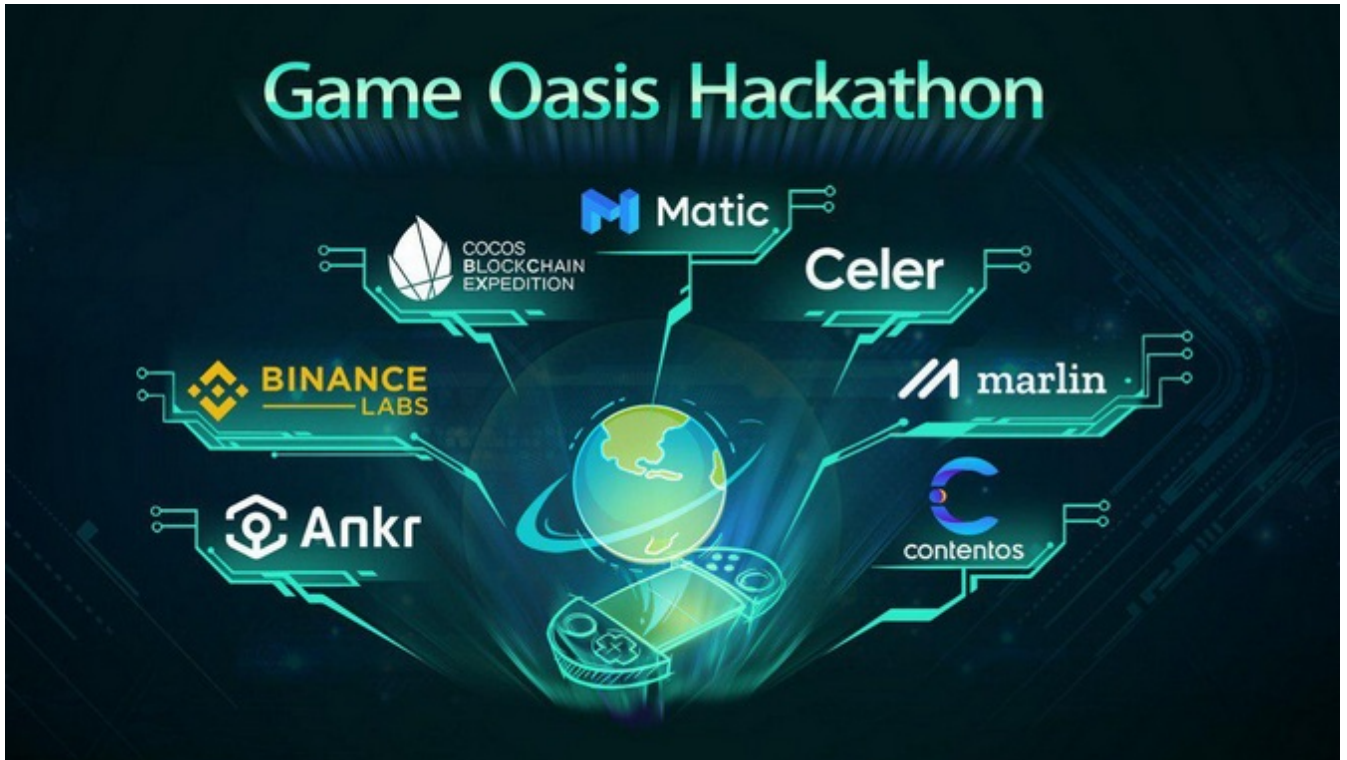 Game Oasis Hackathon
Matic
COCOS
BLOCKCHAIN
EXPEDITION
Celer
BINANCE
LABS
marlin
Ankr
contentos